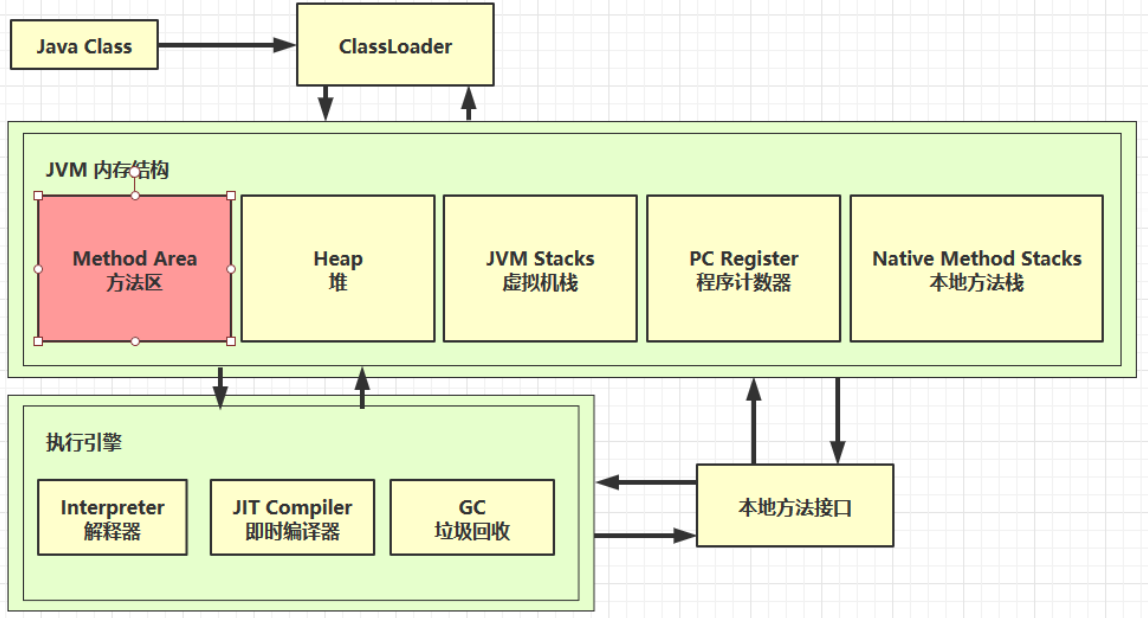 Java Class
ClassLoader
JVM 内存结构
Method Area
方法区
Heap
堆
JVM Stacks
虚拟机栈
PC Register
程序计数器
Native Method Stacks
本地方法栈
执行引擎
Interpreter
解释器
JIT Compiler
即时编译器
GC
垃圾回收
本地方法接口